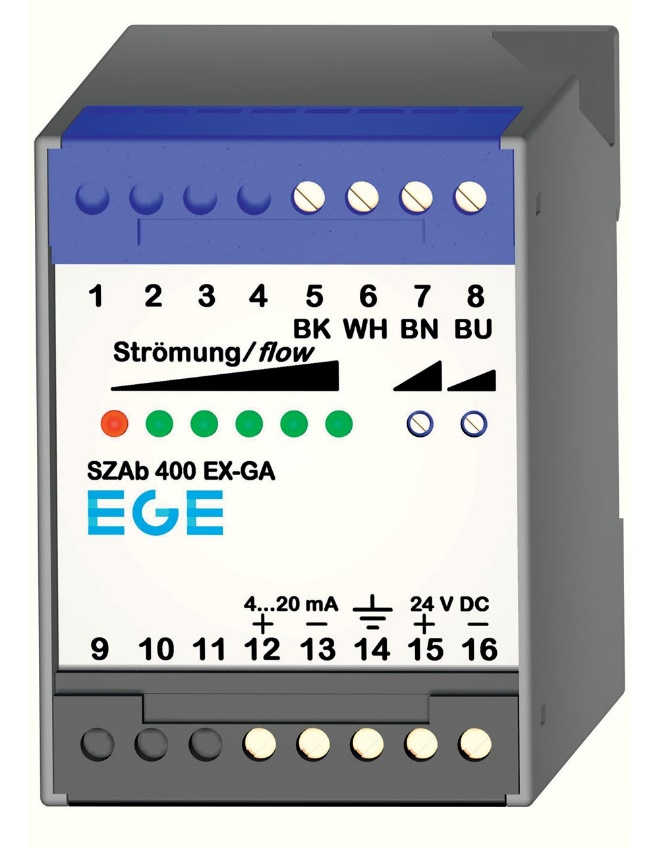 1 2 3 4 5 6 7 8
BK WH BN BU
Strömung/flow
SZAb 400 EX-GA
EGE
4...20 mA 24 V DC
+ − + −
9 10 11 12 13 14 15 16